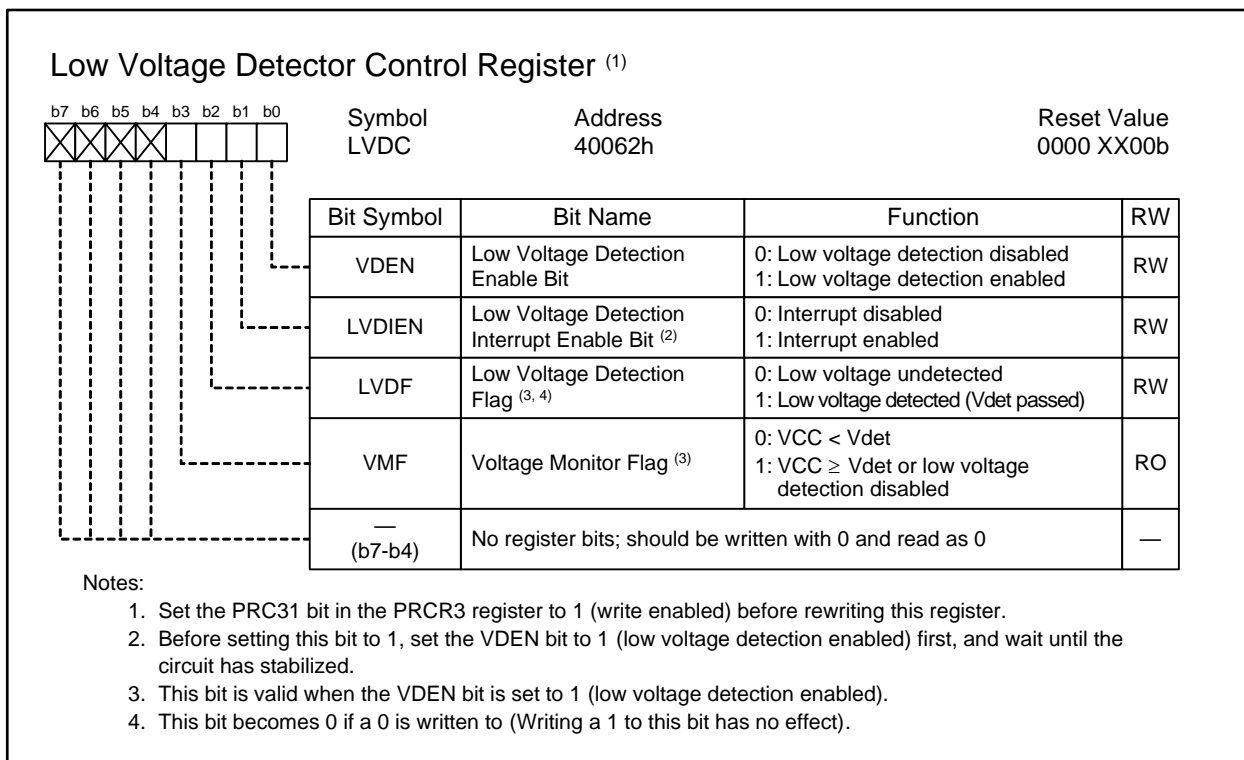 Low Voltage Detector Control Register (1)
b7 b6 b5 b4 b3 b2 b1 b0
Symbol Address Reset Value
LVDC 40062h 0000 XX00b
Bit Symbol Bit Name Function RW
VDEN Low Voltage Detection Enable Bit 0: Low voltage detection disabled RW
1: Low voltage detection enabled
LVDIEN Low Voltage Detection Interrupt Enable Bit (2) 0: Interrupt disabled RW
1: Interrupt enabled
LVDF Low Voltage Detection Flag (3, 4) 0: Low voltage undetected RW
1: Low voltage detected (Vdet passed)
VMF Voltage Monitor Flag (3) 0: VCC < Vdet RO
1: VCC ≥ Vdet or low voltage
detection disabled
— (b7-b4) No register bits; should be written with 0 and read as 0 —
Notes:
1. Set the PRC31 bit in the PRCR3 register to 1 (write enabled) before rewriting this register.
2. Before setting this bit to 1, set the VDEN bit to 1 (low voltage detection enabled) first, and wait until the
circuit has stabilized.
3. This bit is valid when the VDEN bit is set to 1 (low voltage detection enabled).
4. This bit becomes 0 if a 0 is written to (Writing a 1 to this bit has no effect).